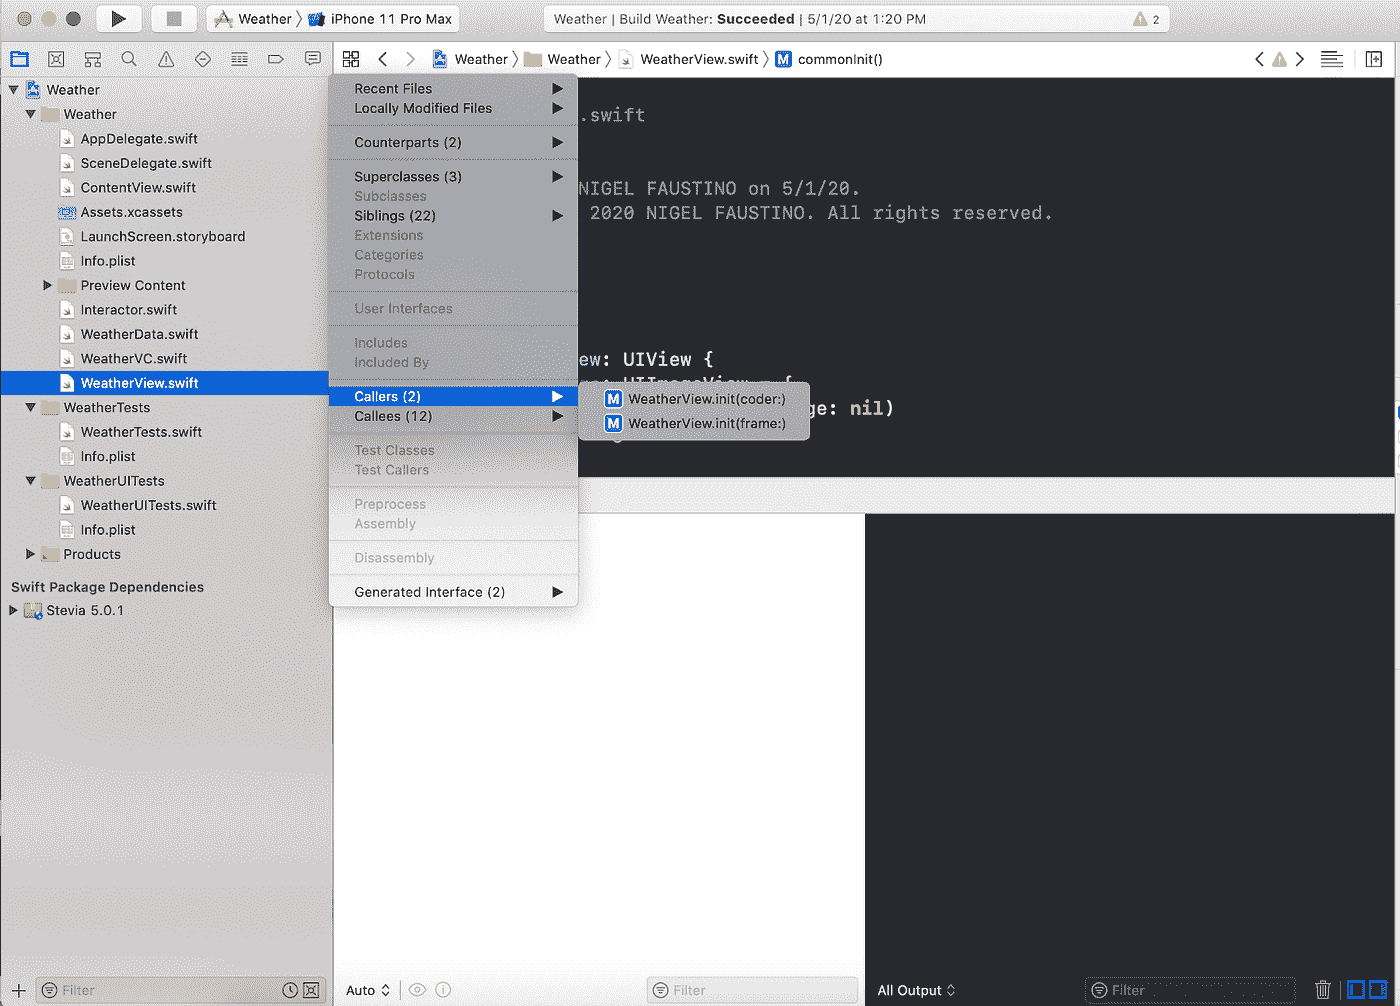 Weather iPhone 11 Pro Max
Weather | Build Weather: Succeeded | 5/1/20 at 1:20 PM
2
Weather Weather WeatherView.swift M commonInit()
Weather
Weather
AppDelegate.swift
SceneDelegate.swift
ContentView.swift
Assets.xcassets
LaunchScreen.storyboard
Info.plist
Preview Content
Interactor.swift
WeatherData.swift
WeatherVC.swift
WeatherView.swift
WeatherTests
WeatherTests.swift
Info.plist
WeatherUITests
WeatherUITests.swift
Info.plist
Products
Swift Package Dependencies
Stevia 5.0.1
Filter
Recent Files
Locally Modified Files
Counterparts (2)
Superclasses (3)
Subclasses
Siblings (22)
Extensions
Categories
Protocols
User Interfaces
Includes
Included By
Callers (2)
Callees (12)
Test Classes
Test Callers
Preprocess
Assembly
Disassembly
Generated Interface (2)
M WeatherView.init(coder:)
M WeatherView.init(frame:)
.swift
NIGEL FAUSTINO on 5/1/20.
2020 NIGEL FAUSTINO. All rights reserved.
ew: UIView {
UIImageView = {
ge: nil)
Auto
Filter
All Output
Filter